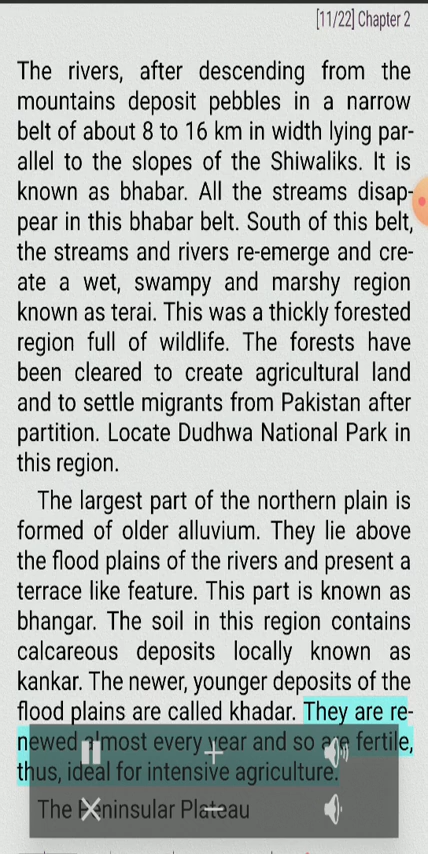 [11/22] Chapter 2
The rivers, after descending from the
mountains deposit pebbles in a narrow
belt of about 8 to 16 km in width lying par-
allel to the slopes of the Shiwaliks. It is
known as bhabar. All the streams disap-
pear in this bhabar belt. South of this belt,
the streams and rivers re-emerge and cre-
ate a wet, swampy and marshy region
known as terai. This was a thickly forested
region full of wildlife. The forests have
been cleared to create agricultural land
and to settle migrants from Pakistan after
partition. Locate Dudhwa National Park in
this region.
The largest part of the northern plain is
formed of older alluvium. They lie above
the flood plains of the rivers and present a
terrace like feature. This part is known as
bhangar. The soil in this region contains
calcareous deposits locally known as
kankar. The newer, younger deposits of the
flood plains are called khadar. They are re-
newed almost every year and so are fertile,
thus, ideal for intensive agriculture.
The Peninsular Plateau